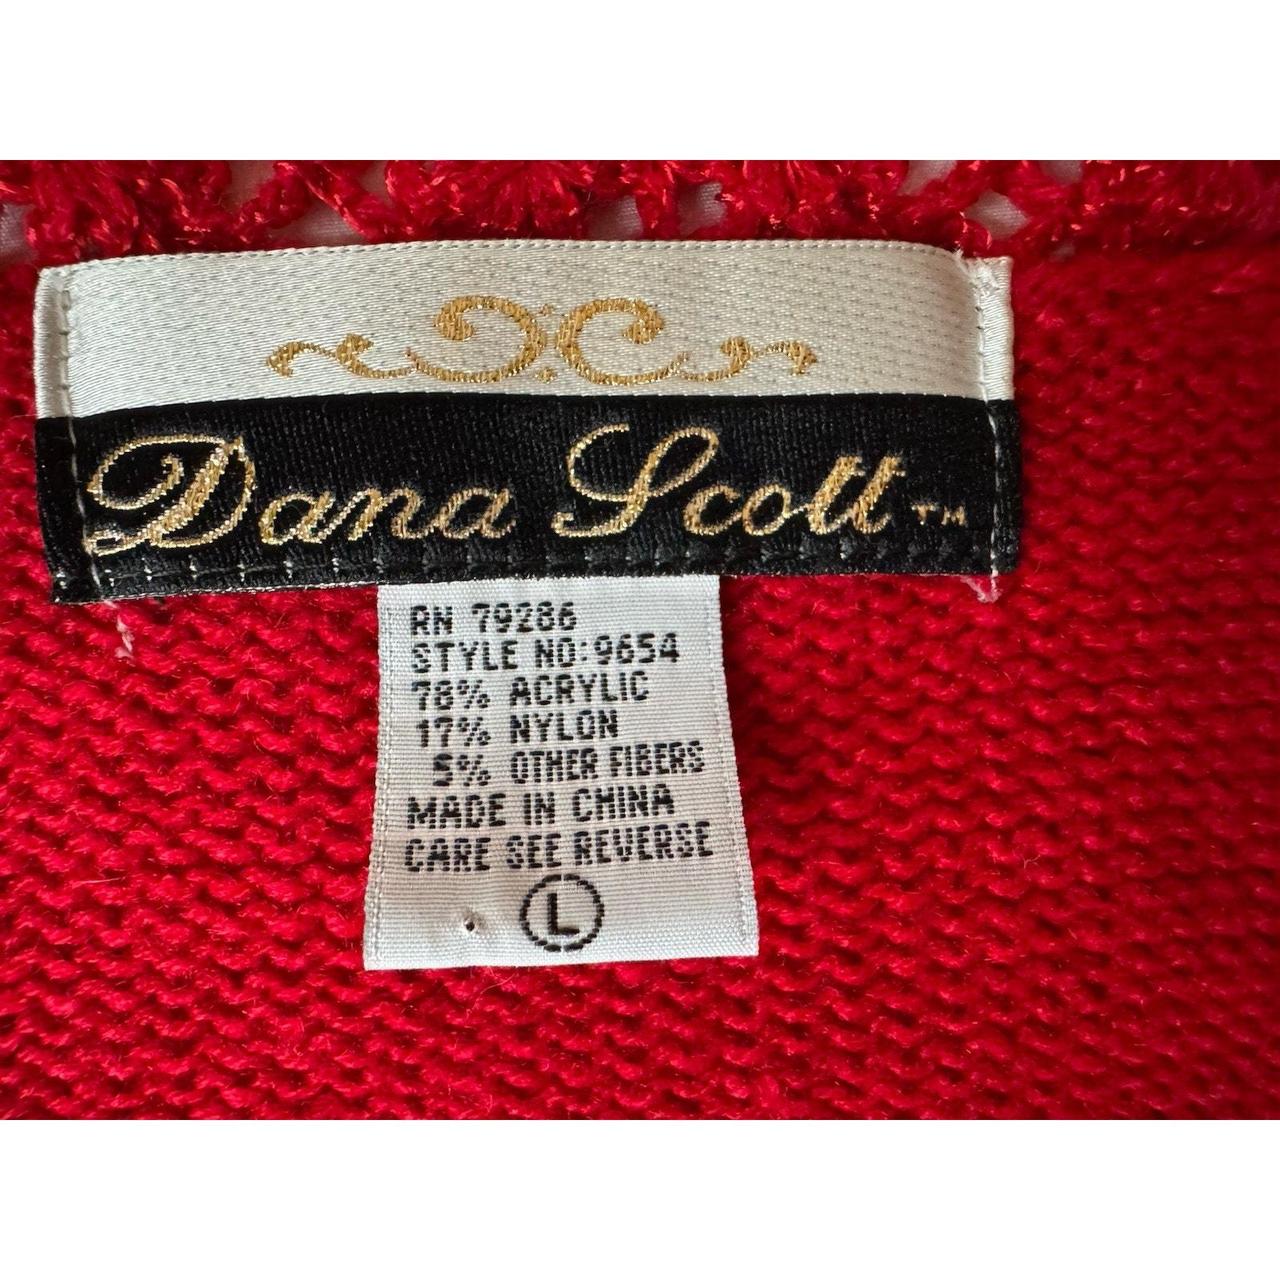 Dana Scott™
RN 79286
STYLE NO:9654
78% ACRYLIC
17% NYLON
5% OTHER FIBERS
MADE IN CHINA
CARE SEE REVERSE
L